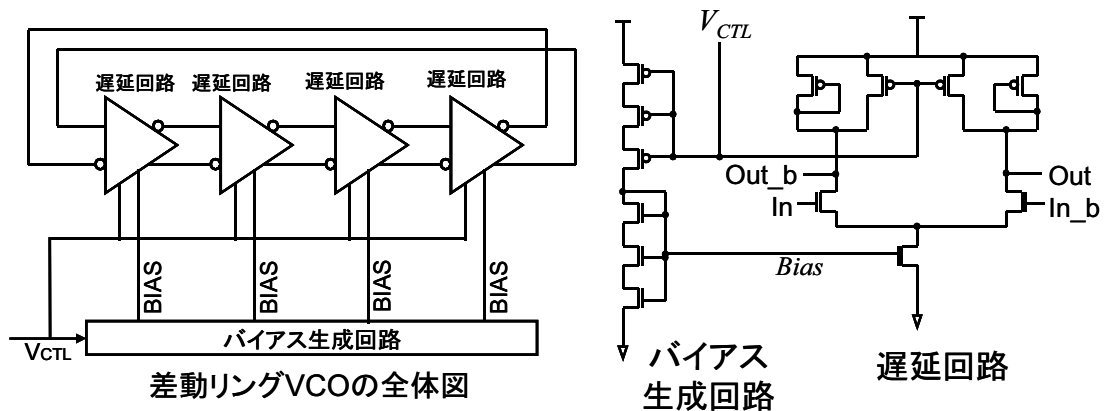 遅延回路 遅延回路 遅延回路 遅延回路
BIAS BIAS BIAS BIAS
VCTL
バイアス生成回路
差動リングVCOの全体図
VCTL
Out_b
In
Out
In_b
Bias
バイアス
生成回路
遅延回路